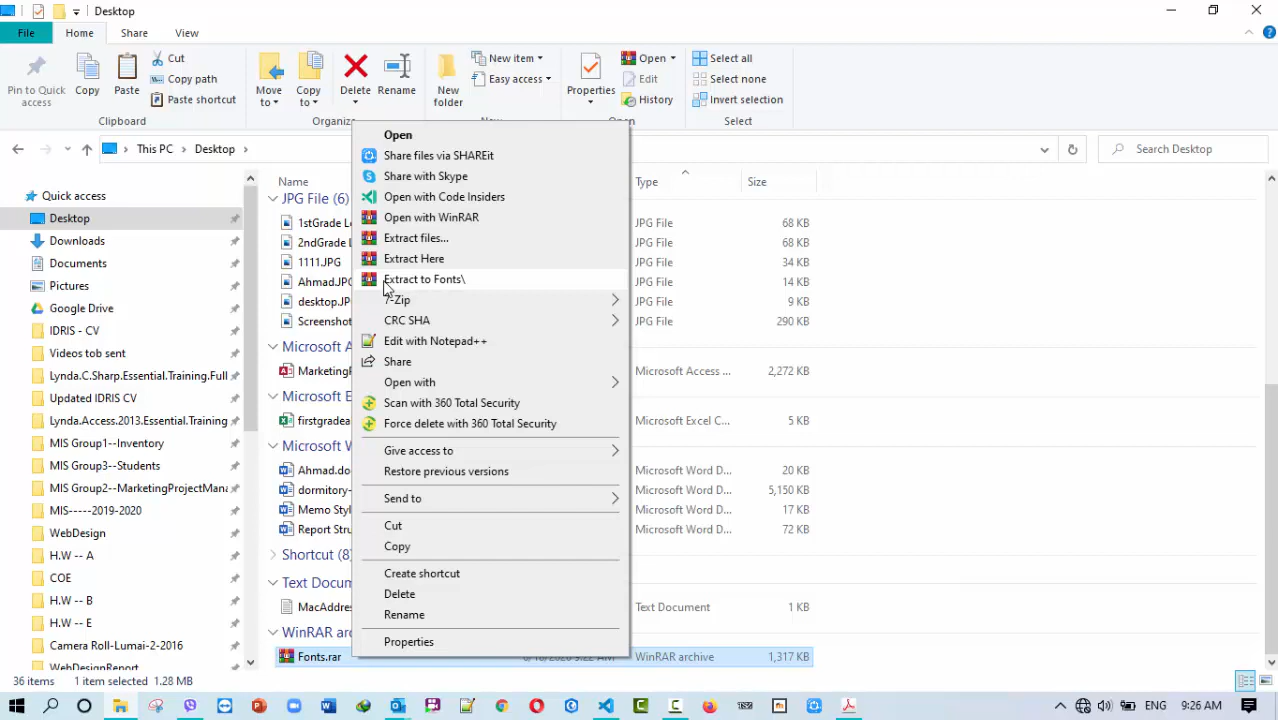 Desktop
File Home Share View
Pin to Quick access
Copy
Paste
Cut
Copy path
Paste shortcut
Clipboard
Move to
Copy to
Delete
Rename
Organize
New folder
New item
Easy access
New
Properties
Open
Edit
History
Open
Select all
Select none
Invert selection
Select
This PC > Desktop >
Search Desktop
Quick access
Desktop
Downloads
Documents
Pictures
Google Drive
IDRIS - CV
Videos tob sent
Lynda.C.Sharp.Essential.Training.Full
Updated IDRIS CV
Lynda.Access.2013.Essential.Training
MIS Group1--Inventory
MIS Group3--Students
MIS Group2--MarketingProjectMana
MIS-----2019-2020
WebDesign
H.W -- A
COE
H.W -- B
H.W -- E
Camera Roll-Lumai-2-2016
WebDesignReport
Name Type Size
JPG File (6)
1stGrade Le JPG File 68 KB
2ndGrade L JPG File 68 KB
1111.JPG JPG File 34 KB
Ahmad.JPG JPG File 14 KB
desktop.JP JPG File 9 KB
Screenshot JPG File 290 KB
Microsoft A
MarketingP Microsoft Access ... 2,272 KB
Microsoft E
firstgradea Microsoft Excel C... 5 KB
Microsoft W
Ahmad.do Microsoft Word D... 20 KB
dormitory- Microsoft Word D... 5,150 KB
Memo Style Microsoft Word D... 17 KB
Report Stru Microsoft Word D... 72 KB
Shortcut (8)
Text Docum
MacAddres Text Document 1 KB
WinRAR arc
Fonts.rar 9:22 AM WinRAR archive 1,317 KB
Open
Share files via SHAREit
Share with Skype
Open with Code Insiders
Open with WinRAR
Extract files...
Extract Here
Extract to Fonts\
7-Zip
CRC SHA
Edit with Notepad++
Share
Open with
Scan with 360 Total Security
Force delete with 360 Total Security
Give access to
Restore previous versions
Send to
Cut
Copy
Create shortcut
Delete
Rename
Properties
36 items 1 item selected 1.28 MB
ENG 9:26 AM